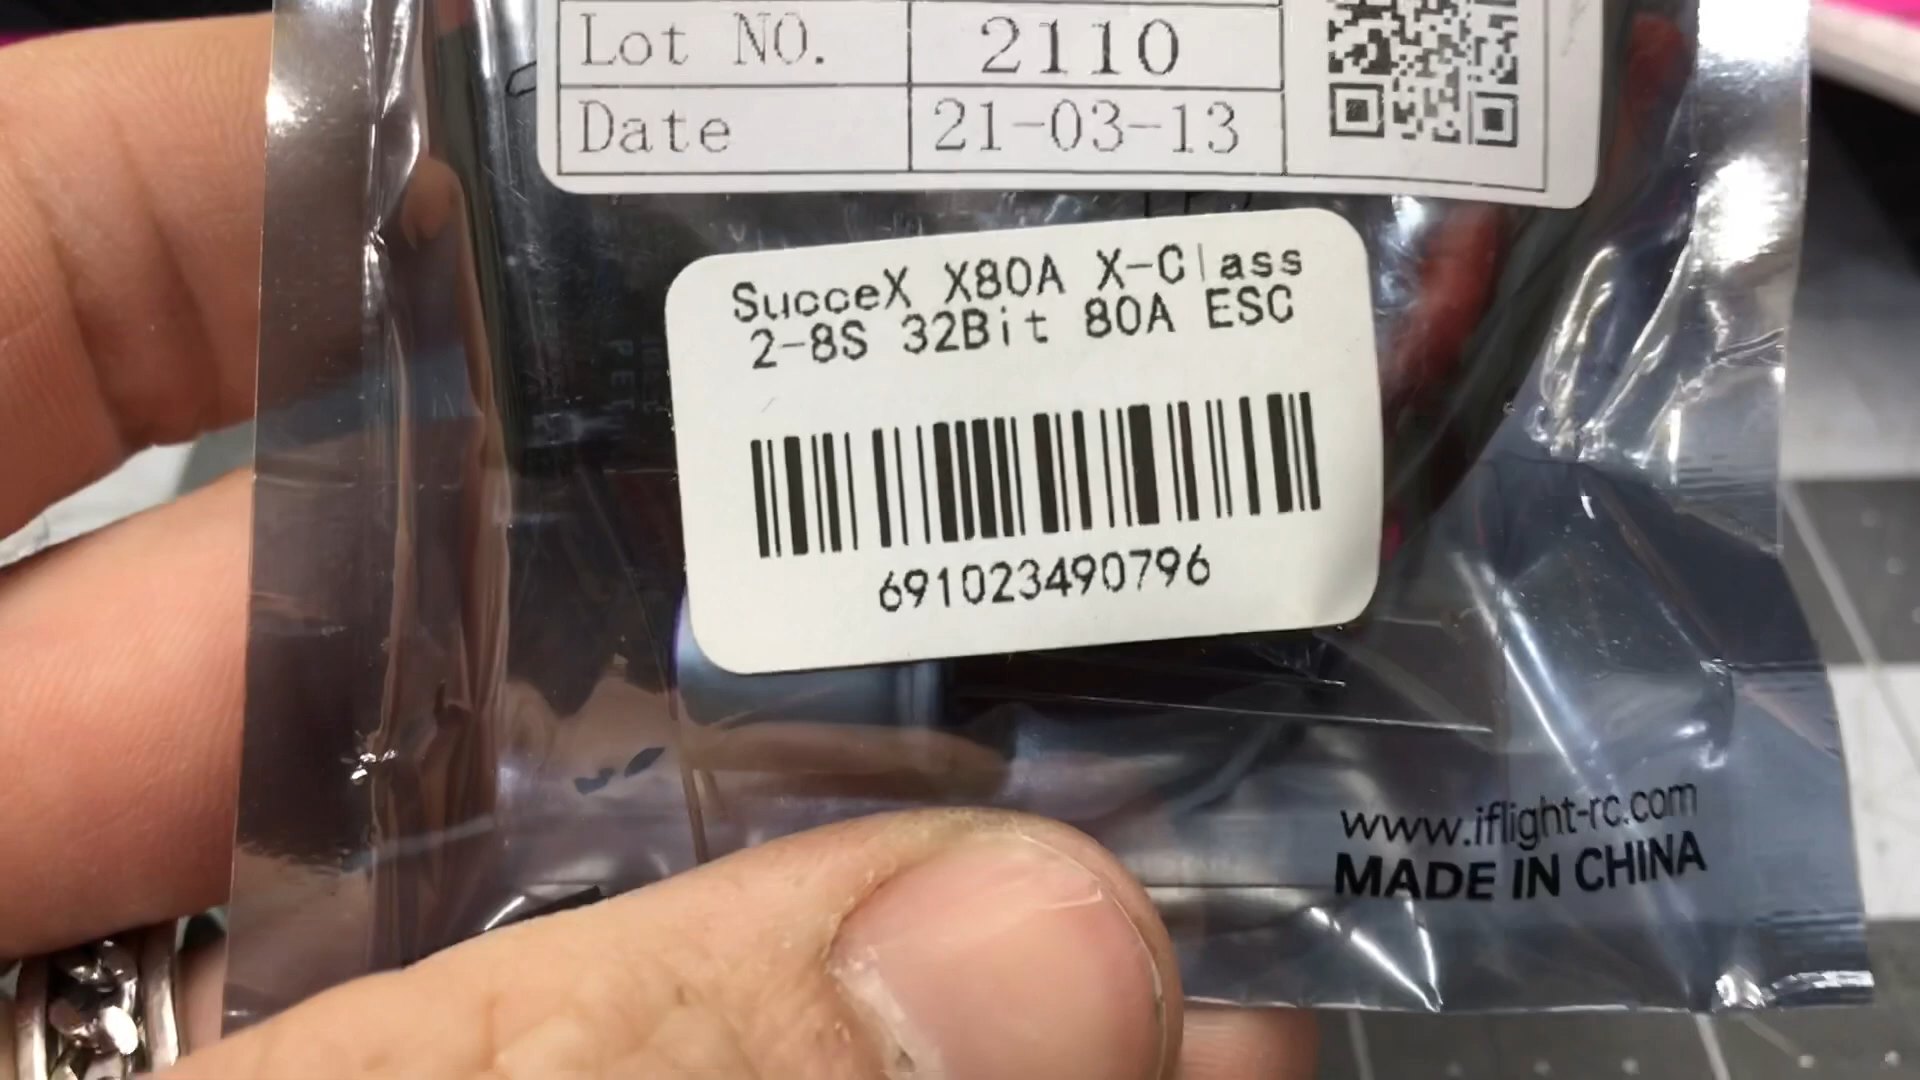 Lot NO. 2110
Date 21-03-13
SucceX X80A X-Class
2-8S 32Bit 80A ESC
691023490796
www.iflight-rc.com
MADE IN CHINA